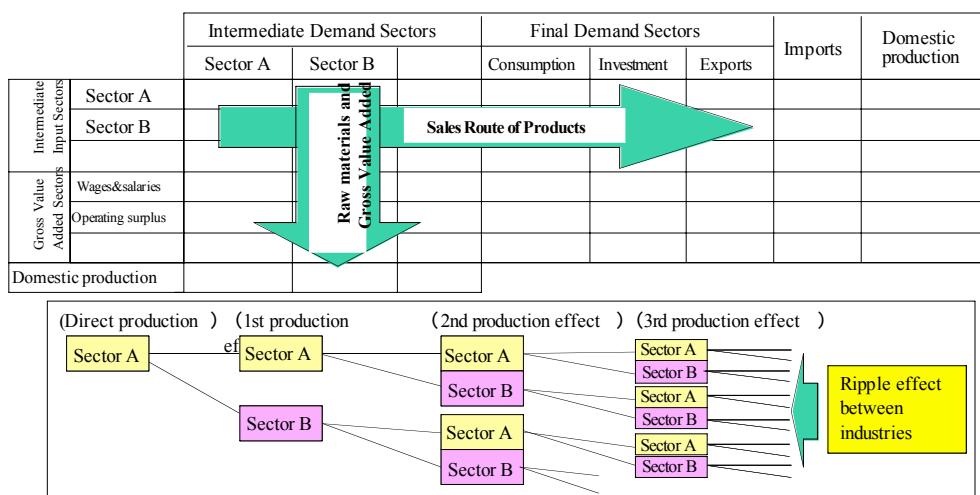 Intermediate Demand Sectors
Final Demand Sectors
Imports
Domestic
production
Sector A
Sector B
Consumption
Investment
Exports
Intermediate
Input Sectors
Sector A
Sector B
Gross Value
Added Sectors
Wages&salaries
Operating surplus
Domestic production
Raw materials and
Gross Value Added
Sales Route of Products
(Direct production )
(1st production
ef
(2nd production effect )
(3rd production effect )
Sector A
Sector A
Sector B
Sector A
Sector B
Sector A
Sector B
Sector A
Sector B
Sector A
Sector B
Sector A
Sector B
Ripple effect
between
industries